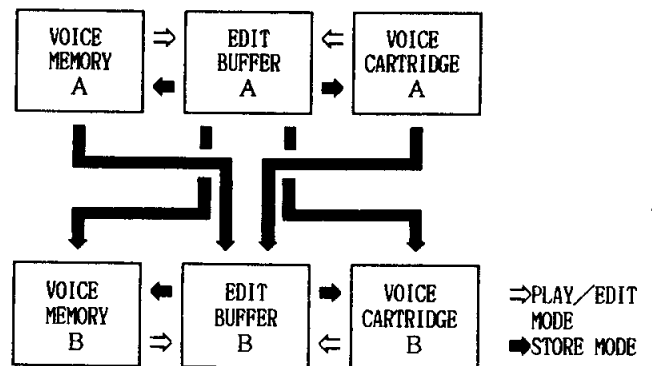 VOICE
MEMORY
A
⇒
EDIT
BUFFER
A
⇐
VOICE
CARTRIDGE
A
VOICE
MEMORY
B
⇒
EDIT
BUFFER
B
⇐
VOICE
CARTRIDGE
B
⇒PLAY/EDIT
MODE
➡STORE MODE